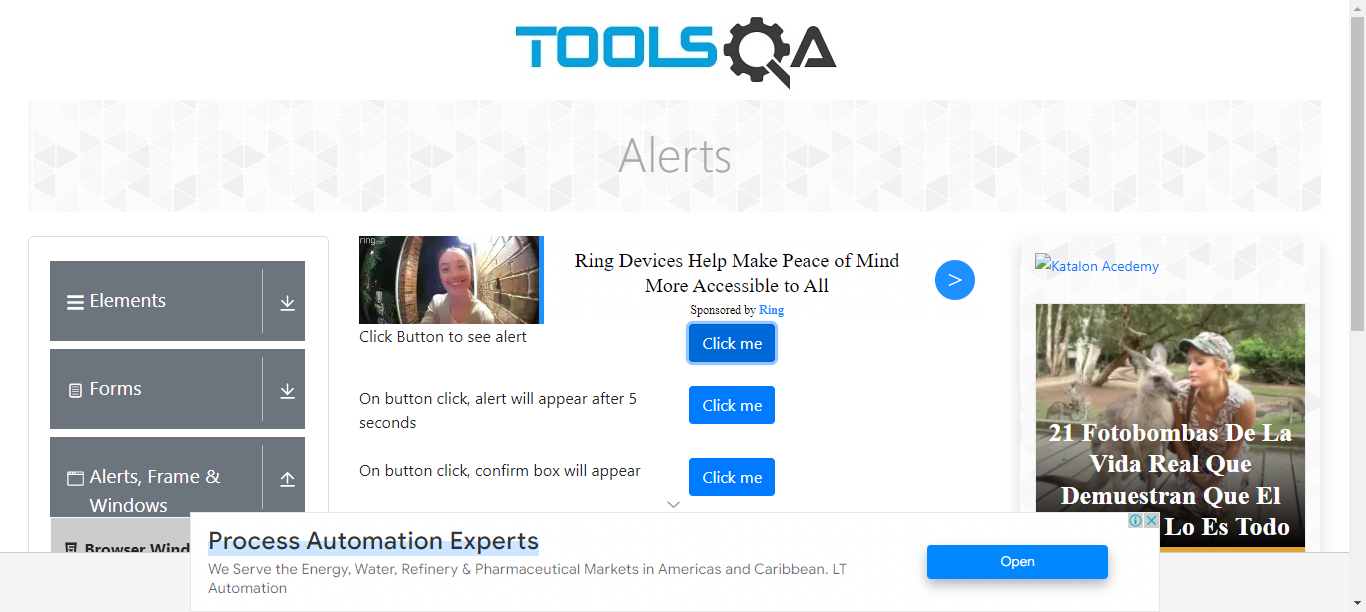 TOOLSQA
Alerts
Elements
Forms
Alerts, Frame &
Windows
Browser Wind
ring
Ring Devices Help Make Peace of Mind
More Accessible to All
Sponsored by Ring
>
Click Button to see alert
Click me
On button click, alert will appear after 5
seconds
Click me
On button click, confirm box will appear
Click me
Katalon Acedemy
21 Fotobombas De La
Vida Real Que
Demuestran Que El
Lo Es Todo
Process Automation Experts
We Serve the Energy, Water, Refinery & Pharmaceutical Markets in Americas and Caribbean. LT
Automation
Open